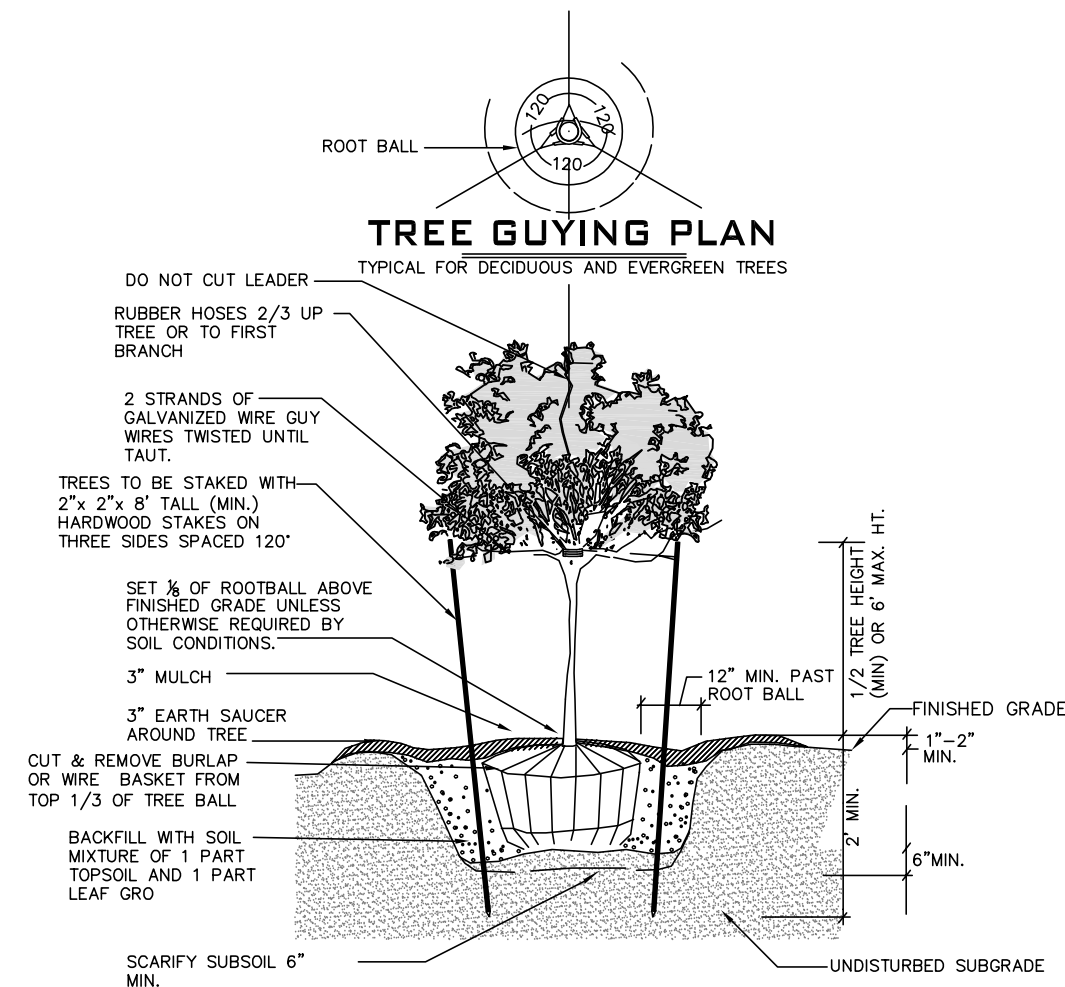 120
120
120
ROOT BALL
TREE GUYING PLAN
TYPICAL FOR DECIDUOUS AND EVERGREEN TREES
DO NOT CUT LEADER
RUBBER HOSES 2/3 UP
TREE OR TO FIRST
BRANCH
2 STRANDS OF
GALVANIZED WIRE GUY
WIRES TWISTED UNTIL
TAUT.
TREES TO BE STAKED WITH
2"x 2"x 8' TALL (MIN.)
HARDWOOD STAKES ON
THREE SIDES SPACED 120°
SET ⅛ OF ROOTBALL ABOVE
FINISHED GRADE UNLESS
OTHERWISE REQUIRED BY
SOIL CONDITIONS.
3" MULCH
3" EARTH SAUCER
AROUND TREE
CUT & REMOVE BURLAP
OR WIRE BASKET FROM
TOP 1/3 OF TREE BALL
BACKFILL WITH SOIL
MIXTURE OF 1 PART
TOPSOIL AND 1 PART
LEAF GRO
SCARIFY SUBSOIL 6"
MIN.
12" MIN. PAST
ROOT BALL
1/2 TREE HEIGHT
(MIN) OR 6' MAX. HT.
FINISHED GRADE
1"-2"
MIN.
2' MIN.
6"MIN.
UNDISTURBED SUBGRADE